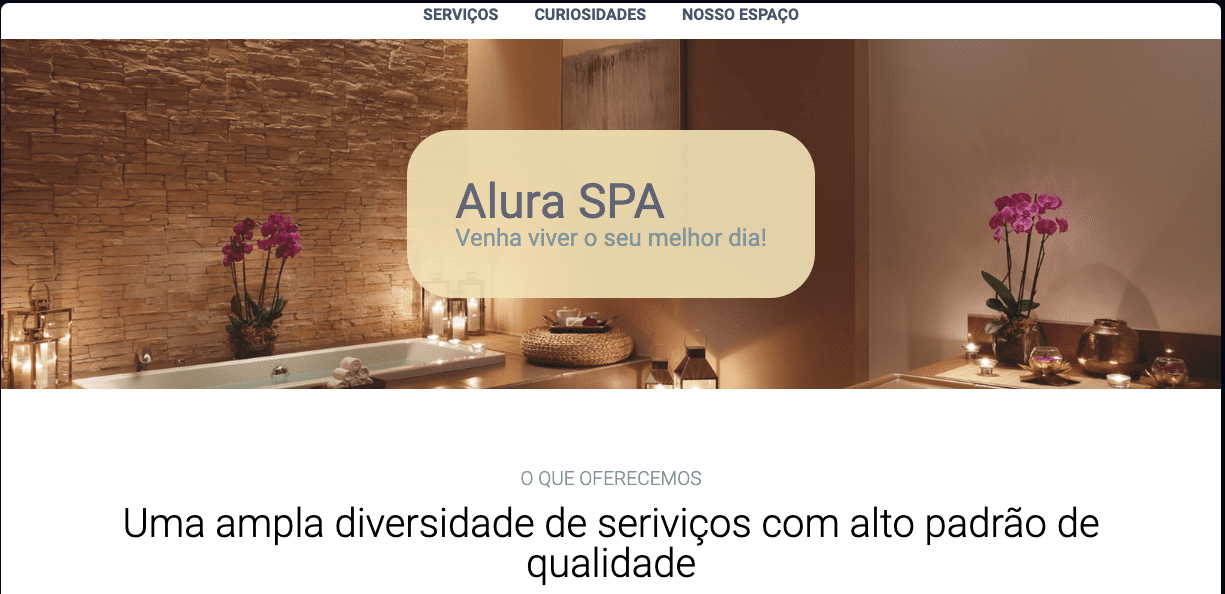 SERVIÇOS CURIOSIDADES NOSSO ESPAÇO
Alura SPA
Venha viver o seu melhor dia!
O QUE OFERECEMOS
Uma ampla diversidade de seriviços com alto padrão de
qualidade